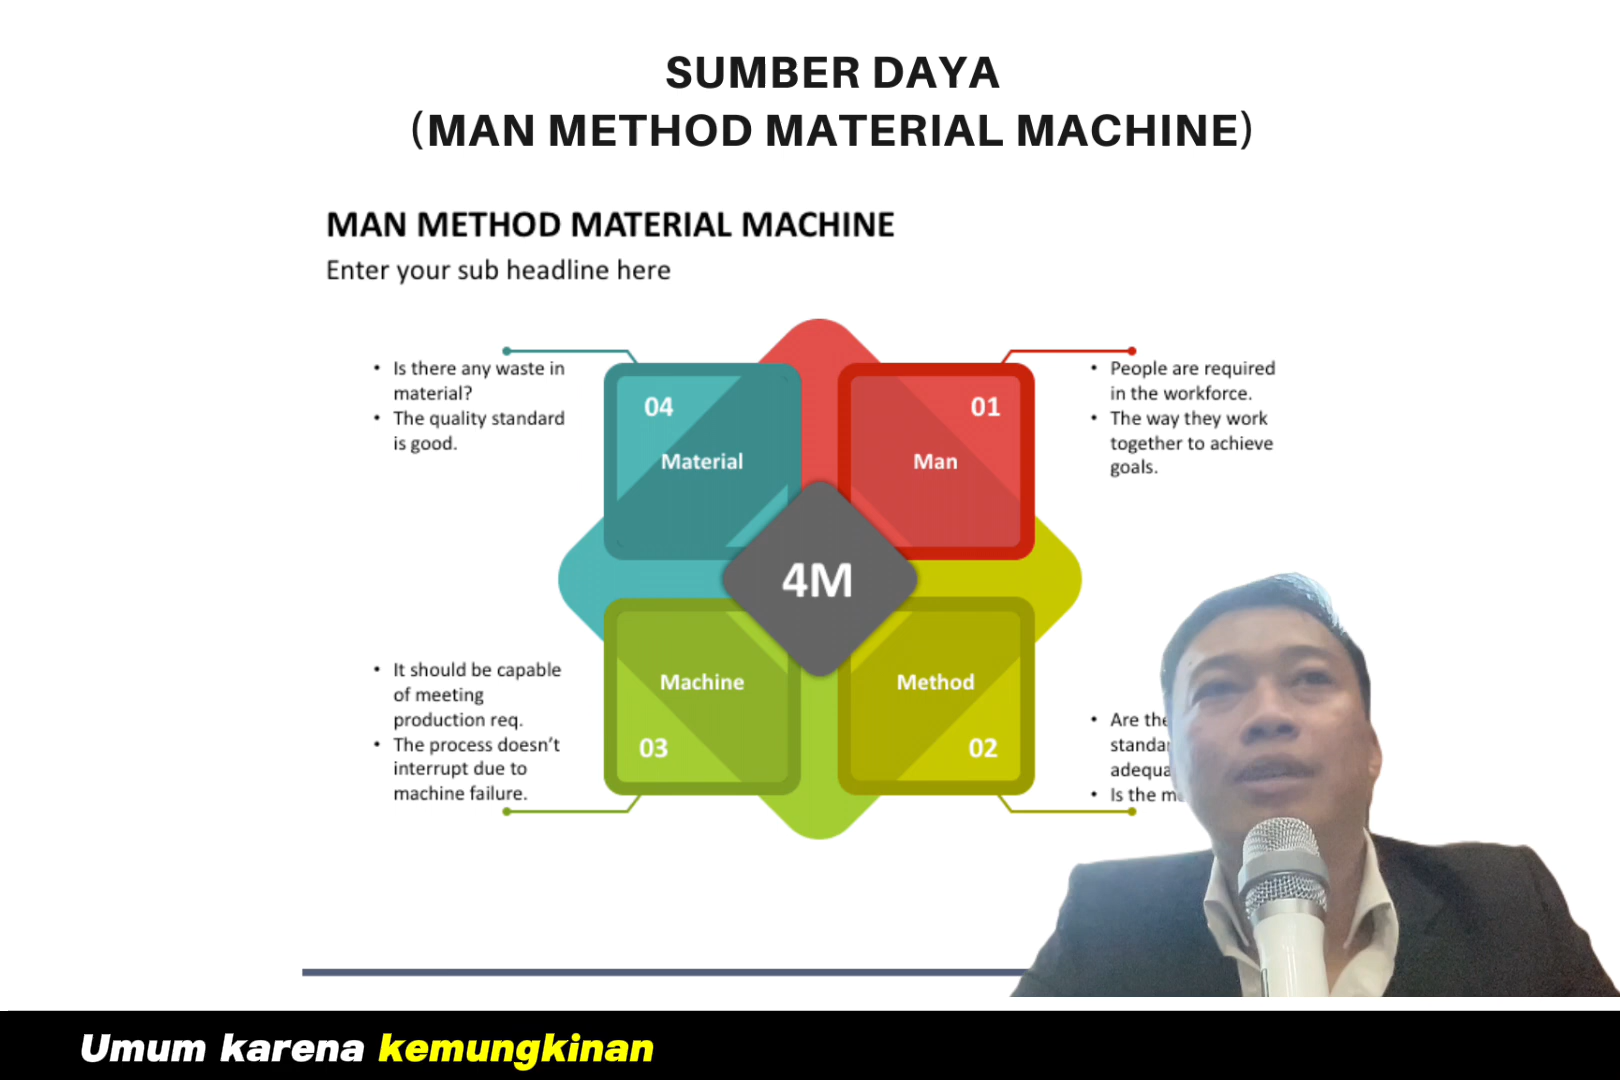 SUMBER DAYA
(MAN METHOD MATERIAL MACHINE)
MAN METHOD MATERIAL MACHINE
Enter your sub headline here
• Is there any waste in
material?
• The quality standard
is good.
04
Material
01
Man
• People are required
in the workforce.
• The way they work
together to achieve
goals.
4M
• It should be capable
of meeting
production req.
• The process doesn't
interrupt due to
machine failure.
Machine
03
Method
02
• Are
• Is the
Umum karena kemungkinan